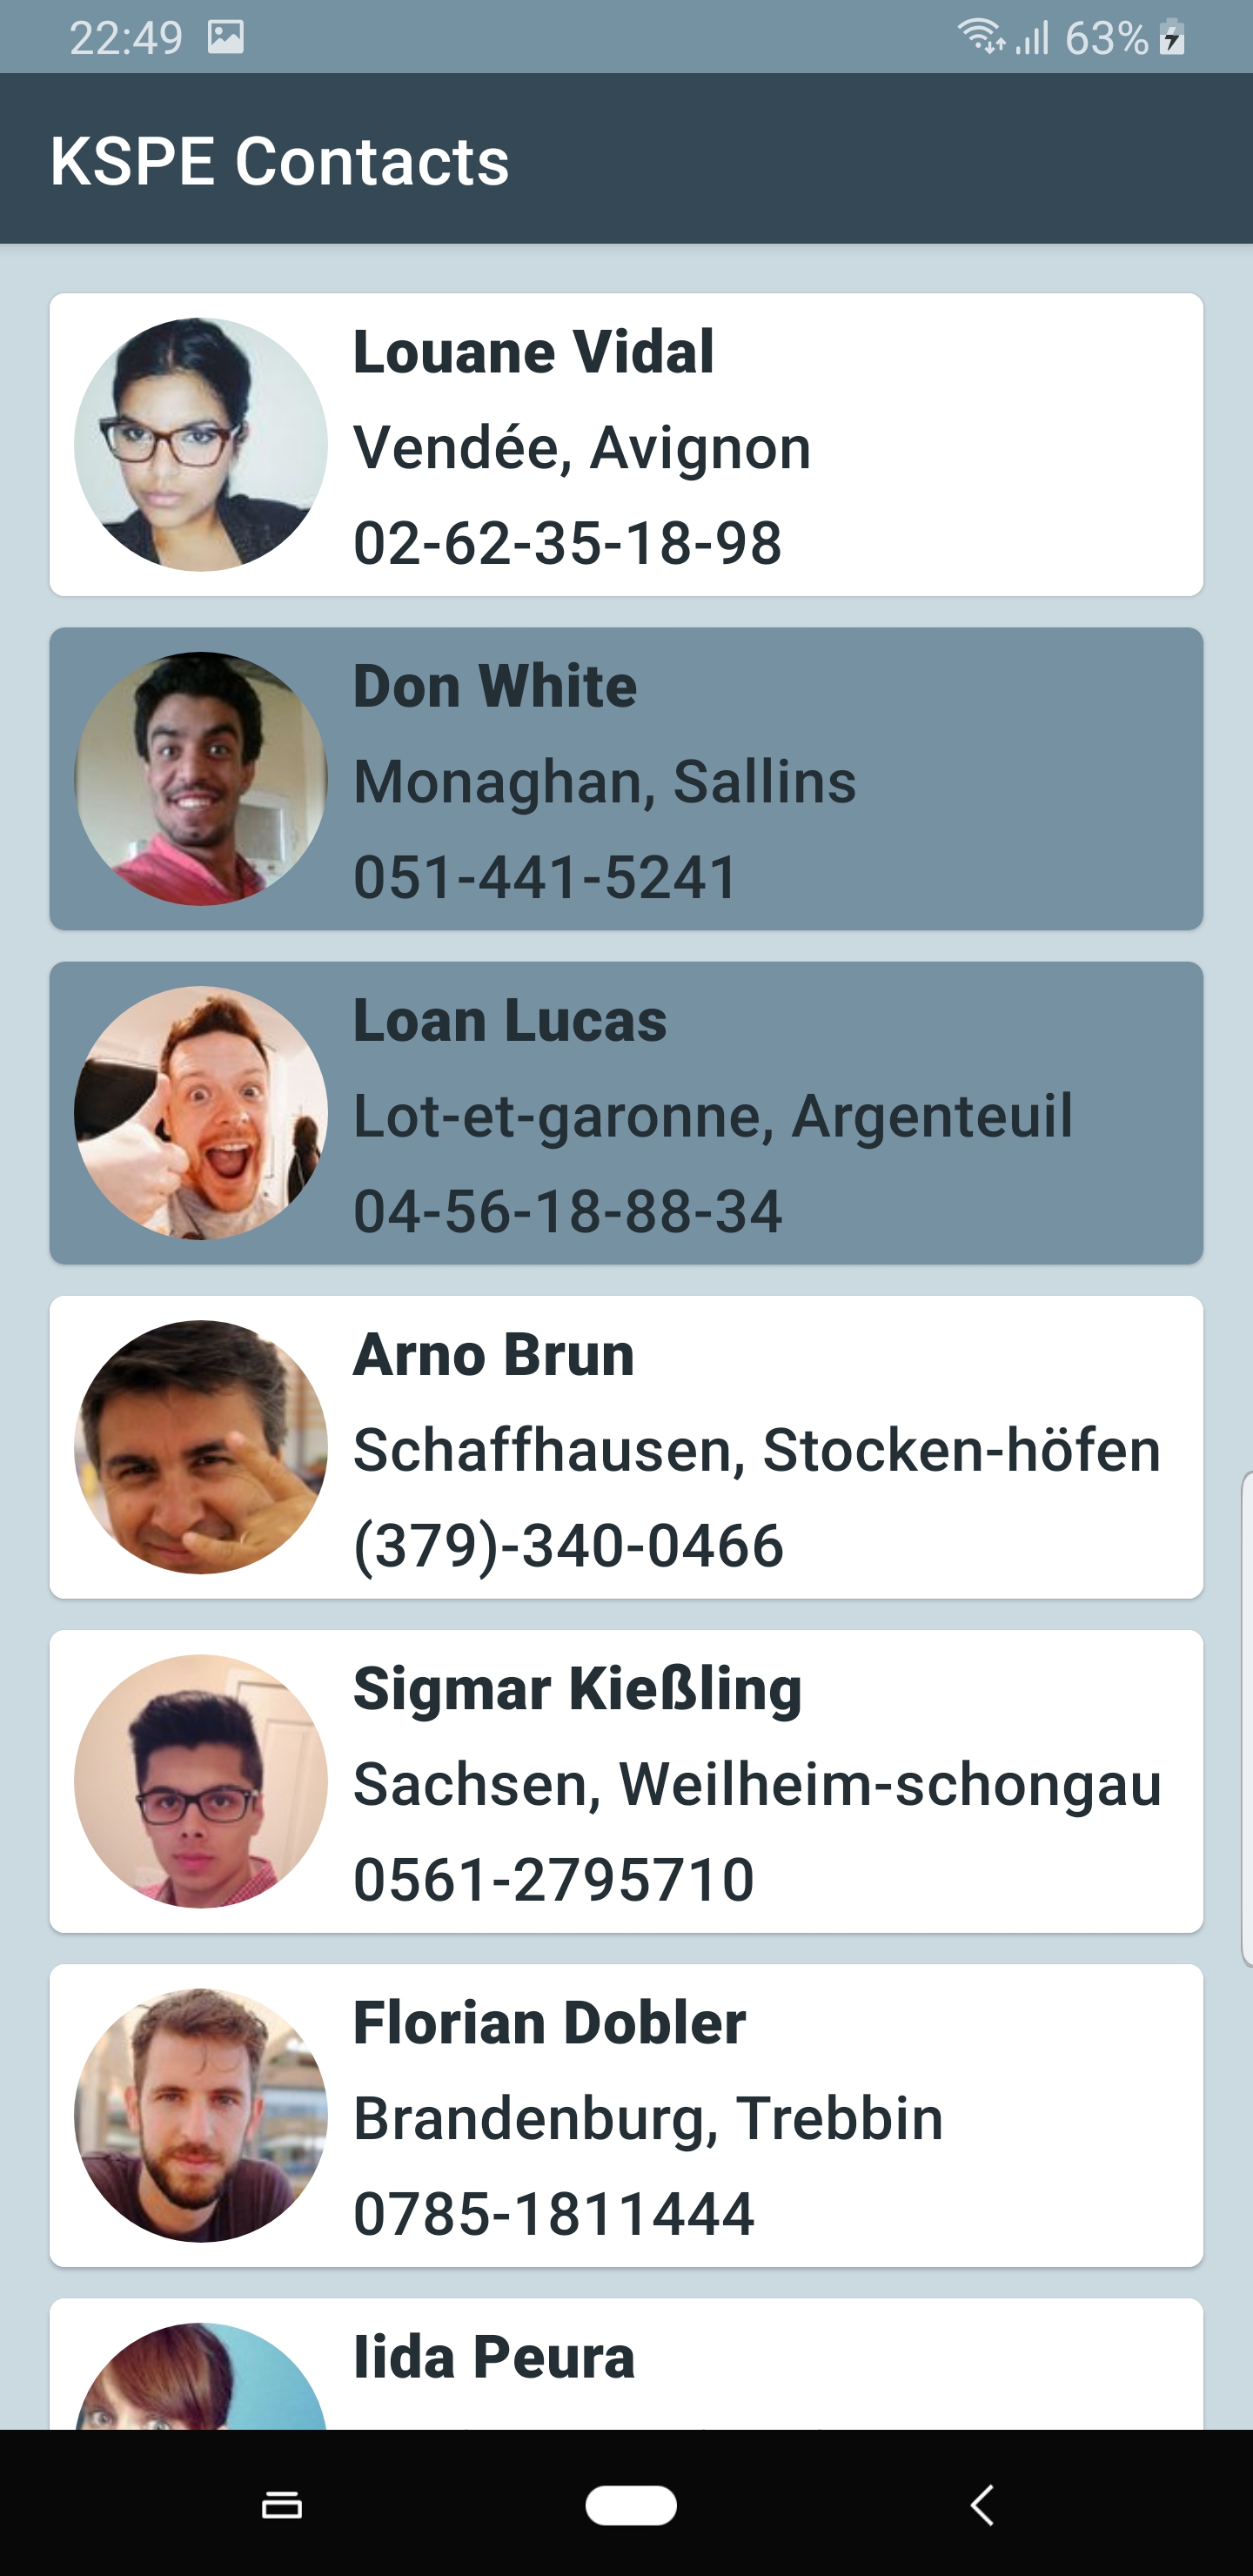 22:49 63%
KSPE Contacts
Louane Vidal
Vendée, Avignon
02-62-35-18-98
Don White
Monaghan, Sallins
051-441-5241
Loan Lucas
Lot-et-garonne, Argenteuil
04-56-18-88-34
Arno Brun
Schaffhausen, Stocken-höfen
(379)-340-0466
Sigmar Kießling
Sachsen, Weilheim-schongau
0561-2795710
Florian Dobler
Brandenburg, Trebbin
0785-1811444
Iida Peura